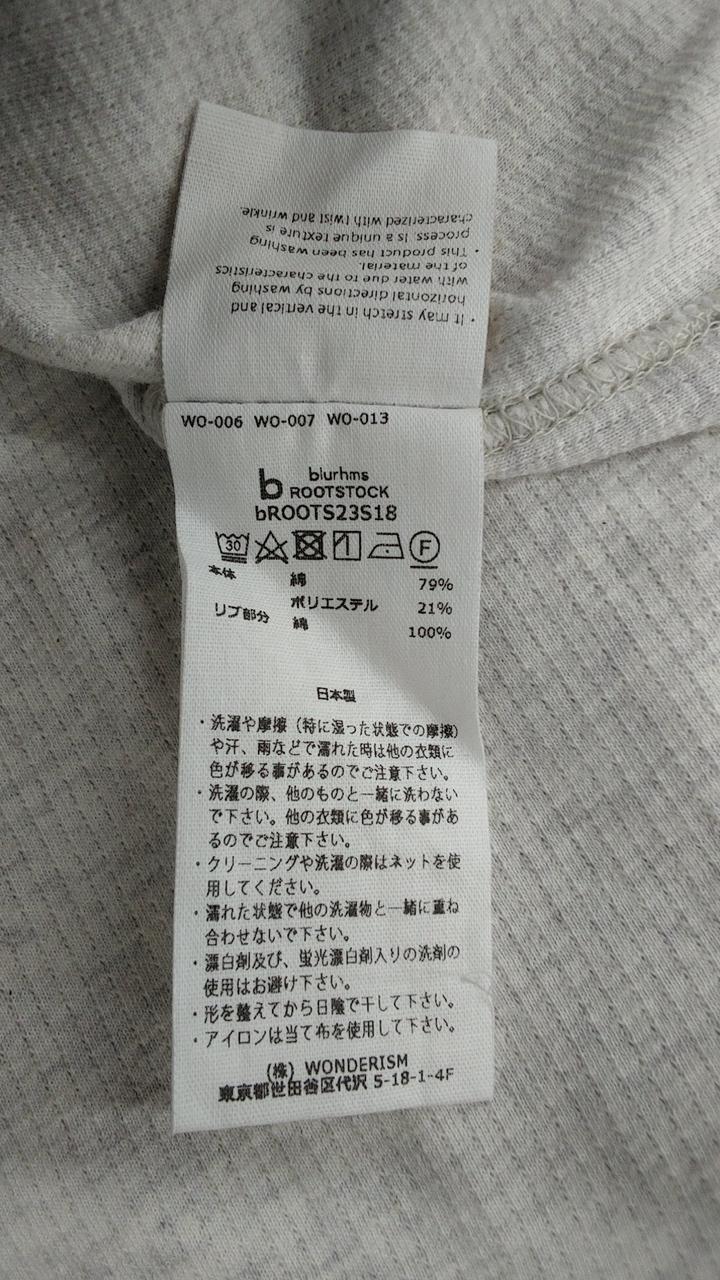 ・It may stretch in the vertical and
horizontal directions by washing
with water due to the characteristics
of the material.
・This product has been washing
process, is a unique texture is
characterized with twist and wrinkle.
WO-006 WO-007 WO-013
b blurhms
ROOTSTOCK
bROOTS23S18
30 F
本体 綿 79%
ポリエステル 21%
リブ部分 綿 100%
日本製
・洗濯や摩擦（特に湿った状態での摩擦）
や汗、雨などで濡れた時は他の衣類に
色が移る事があるのでご注意下さい。
・洗濯の際、他のものと一緒に洗わない
で下さい。他の衣類に色が移る事があ
るのでご注意下さい。
・クリーニングや洗濯の際はネットを使
用してください。
・濡れた状態で他の洗濯物と一緒に重ね
合わせないで下さい。
・漂白剤及び、蛍光漂白剤入りの洗剤の
使用はお避け下さい。
・形を整えてから日陰で干して下さい。
・アイロンは当て布を使用して下さい。
(株) WONDERISM
東京都世田谷区代沢 5-18-1-4F